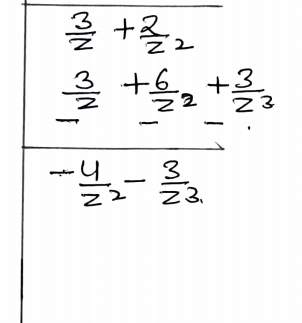 3/z + 2/z²
3/z + 6/z² + 3/z³
− − − .
−4/z² − 3/z³.